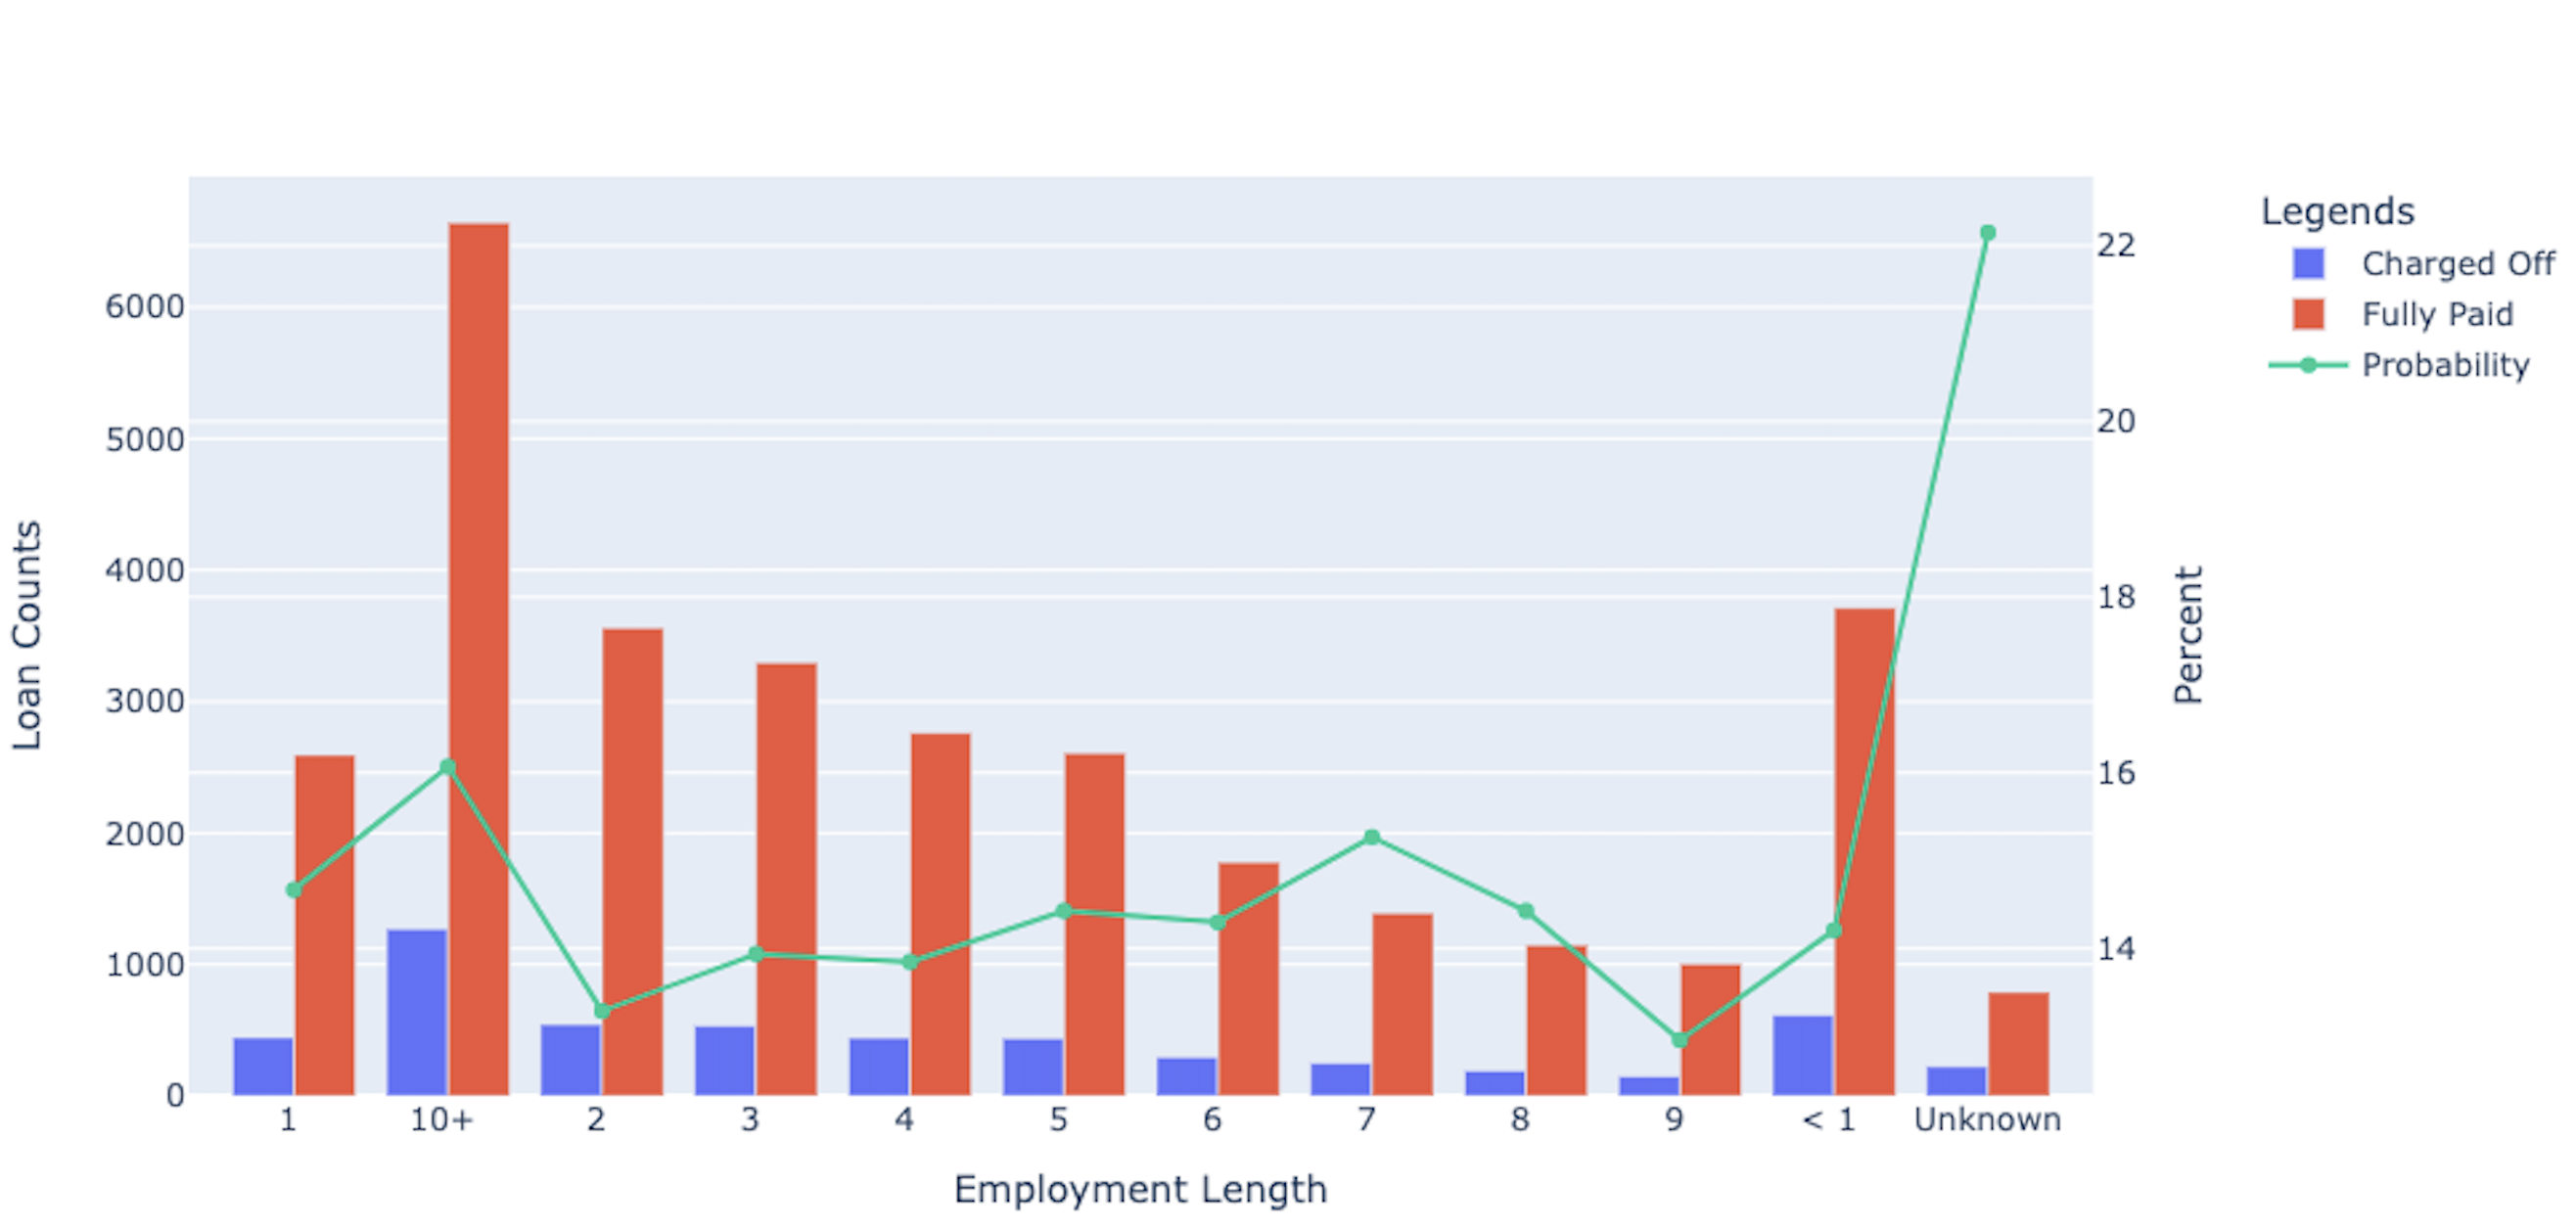 Legends
Charged Off
Fully Paid
Probability
Loan Counts
6000
5000
4000
3000
2000
1000
0
22
20
18
16
14
Percent
1 10+ 2 3 4 5 6 7 8 9 < 1 Unknown
Employment Length